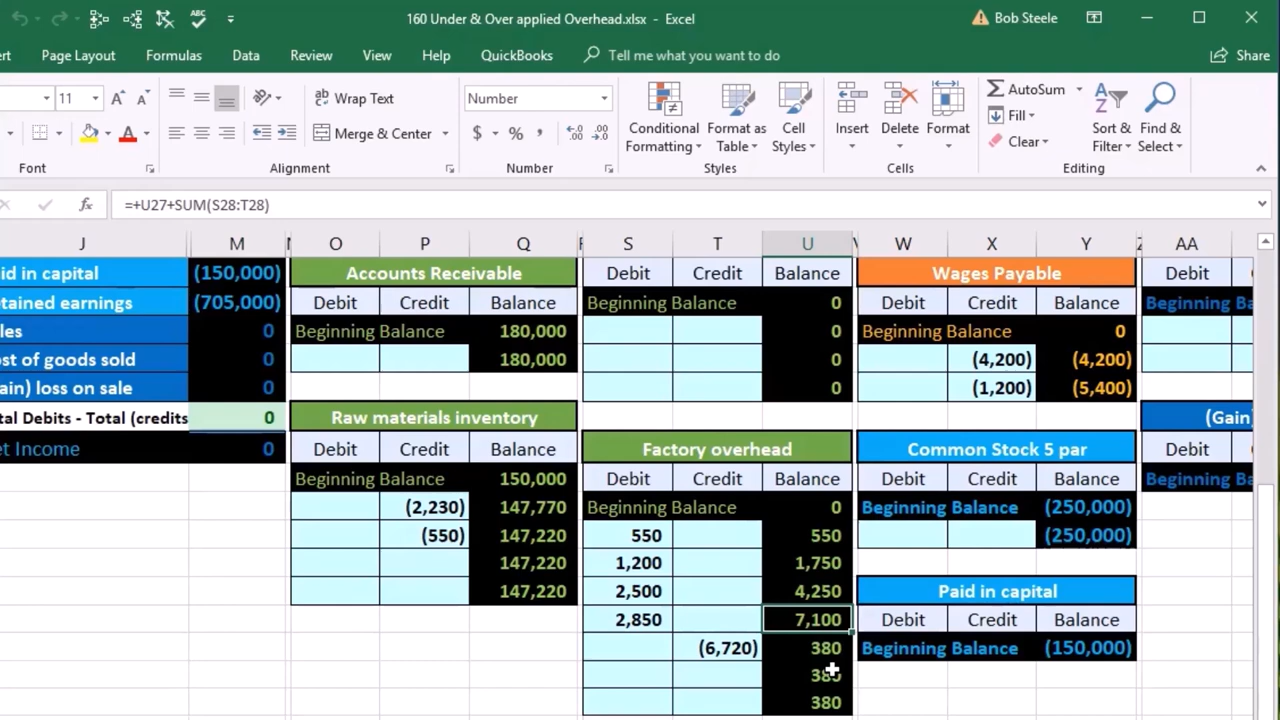 ABC 160 Under & Over applied Overhead.xlsx - Excel Bob Steele
rt Page Layout Formulas Data Review View Help QuickBooks Tell me what you want to do Share
11 A A ab Wrap Text Number AutoSum
Merge & Center $ % , Conditional Formatting Format as Table Cell Styles Insert Delete Format Fill Clear Sort & Filter Find & Select
Font Alignment Number Styles Cells Editing
fx =+U27+SUM(S28:T28)
J M O P Q S T U W X Y AA
id in capital (150,000) Accounts Receivable Debit Credit Balance Wages Payable Debit
tained earnings (705,000) Debit Credit Balance Beginning Balance 0 Debit Credit Balance Beginning Ba
les 0 Beginning Balance 180,000 0 Beginning Balance 0
st of goods sold 0 180,000 0 (4,200) (4,200)
ain) loss on sale 0 0 (1,200) (5,400)
tal Debits - Total (credits 0 Raw materials inventory (Gain)
et Income 0 Debit Credit Balance Factory overhead Common Stock 5 par Debit
Beginning Balance 150,000 Debit Credit Balance Debit Credit Balance Beginning Ba
(2,230) 147,770 Beginning Balance 0 Beginning Balance (250,000)
(550) 147,220 550 550 (250,000)
147,220 1,200 1,750
147,220 2,500 4,250 Paid in capital
2,850 7,100 Debit Credit Balance
(6,720) 380 Beginning Balance (150,000)
380
380